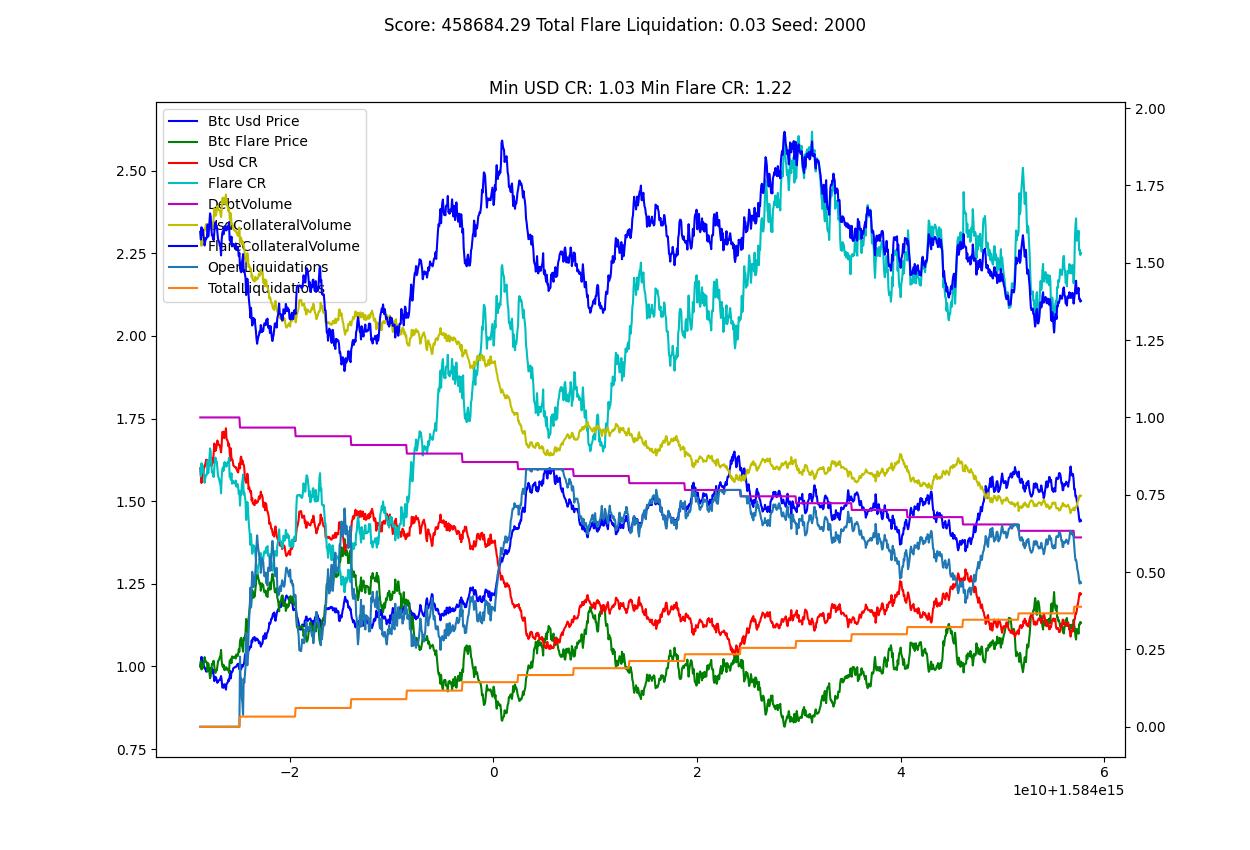 Score: 458684.29 Total Flare Liquidation: 0.03 Seed: 2000
Min USD CR: 1.03 Min Flare CR: 1.22
Btc Usd Price
Btc Flare Price
Usd CR
Flare CR
DebtVolume
UsdCollateralVolume
FlareCollateralVolume
OpenLiquidations
TotalLiquidations
2.50
2.25
2.00
1.75
1.50
1.25
1.00
0.75
2.00
1.75
1.50
1.25
1.00
0.75
0.50
0.25
0.00
−2
0
2
4
6
1e10+1.584e15